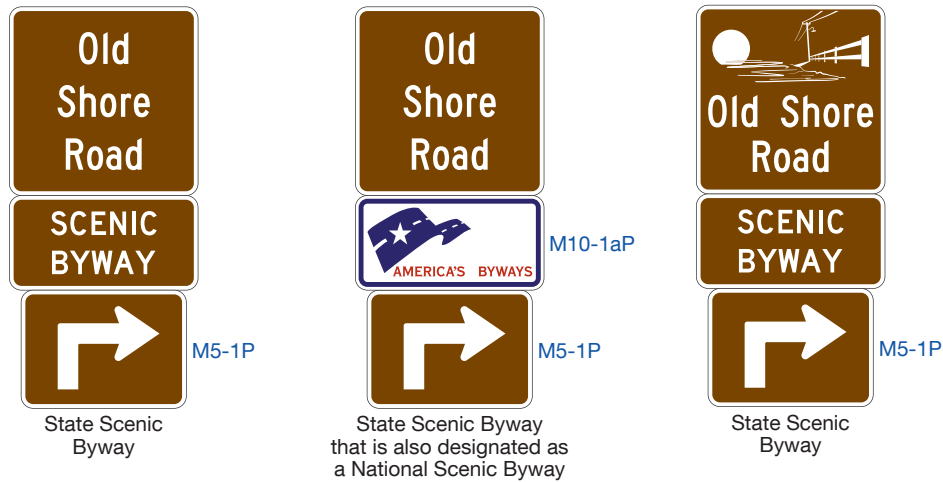 Old
Shore
Road
SCENIC
BYWAY
M5-1P
State Scenic
Byway
Old
Shore
Road
AMERICA'S BYWAYS
M10-1aP
M5-1P
State Scenic Byway
that is also designated as
a National Scenic Byway
Old Shore
Road
SCENIC
BYWAY
M5-1P
State Scenic
Byway